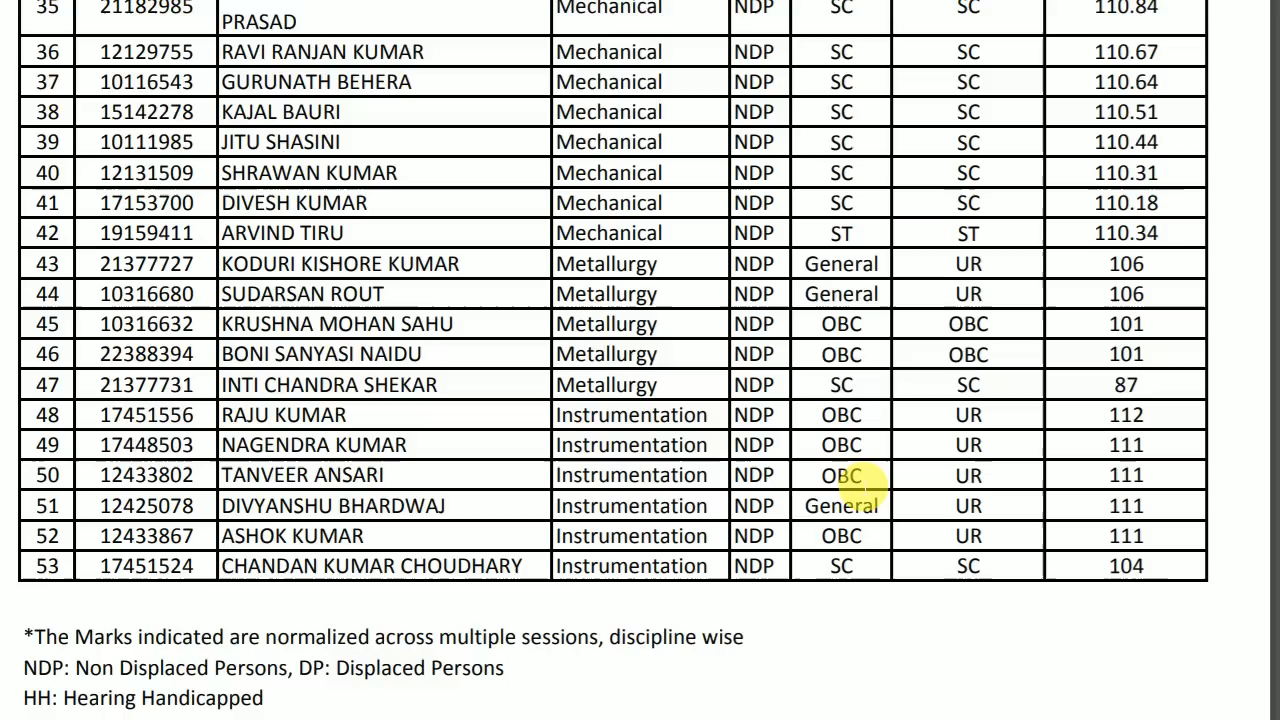 35 21182985 PRASAD Mechanical NDP SC SC 110.84
36 12129755 RAVI RANJAN KUMAR Mechanical NDP SC SC 110.67
37 10116543 GURUNATH BEHERA Mechanical NDP SC SC 110.64
38 15142278 KAJAL BAURI Mechanical NDP SC SC 110.51
39 10111985 JITU SHASINI Mechanical NDP SC SC 110.44
40 12131509 SHRAWAN KUMAR Mechanical NDP SC SC 110.31
41 17153700 DIVESH KUMAR Mechanical NDP SC SC 110.18
42 19159411 ARVIND TIRU Mechanical NDP ST ST 110.34
43 21377727 KODURI KISHORE KUMAR Metallurgy NDP General UR 106
44 10316680 SUDARSAN ROUT Metallurgy NDP General UR 106
45 10316632 KRUSHNA MOHAN SAHU Metallurgy NDP OBC OBC 101
46 22388394 BONI SANYASI NAIDU Metallurgy NDP OBC OBC 101
47 21377731 INTI CHANDRA SHEKAR Metallurgy NDP SC SC 87
48 17451556 RAJU KUMAR Instrumentation NDP OBC UR 112
49 17448503 NAGENDRA KUMAR Instrumentation NDP OBC UR 111
50 12433802 TANVEER ANSARI Instrumentation NDP OBC UR 111
51 12425078 DIVYANSHU BHARDWAJ Instrumentation NDP General UR 111
52 12433867 ASHOK KUMAR Instrumentation NDP OBC UR 111
53 17451524 CHANDAN KUMAR CHOUDHARY Instrumentation NDP SC SC 104
*The Marks indicated are normalized across multiple sessions, discipline wise
NDP: Non Displaced Persons, DP: Displaced Persons
HH: Hearing Handicapped